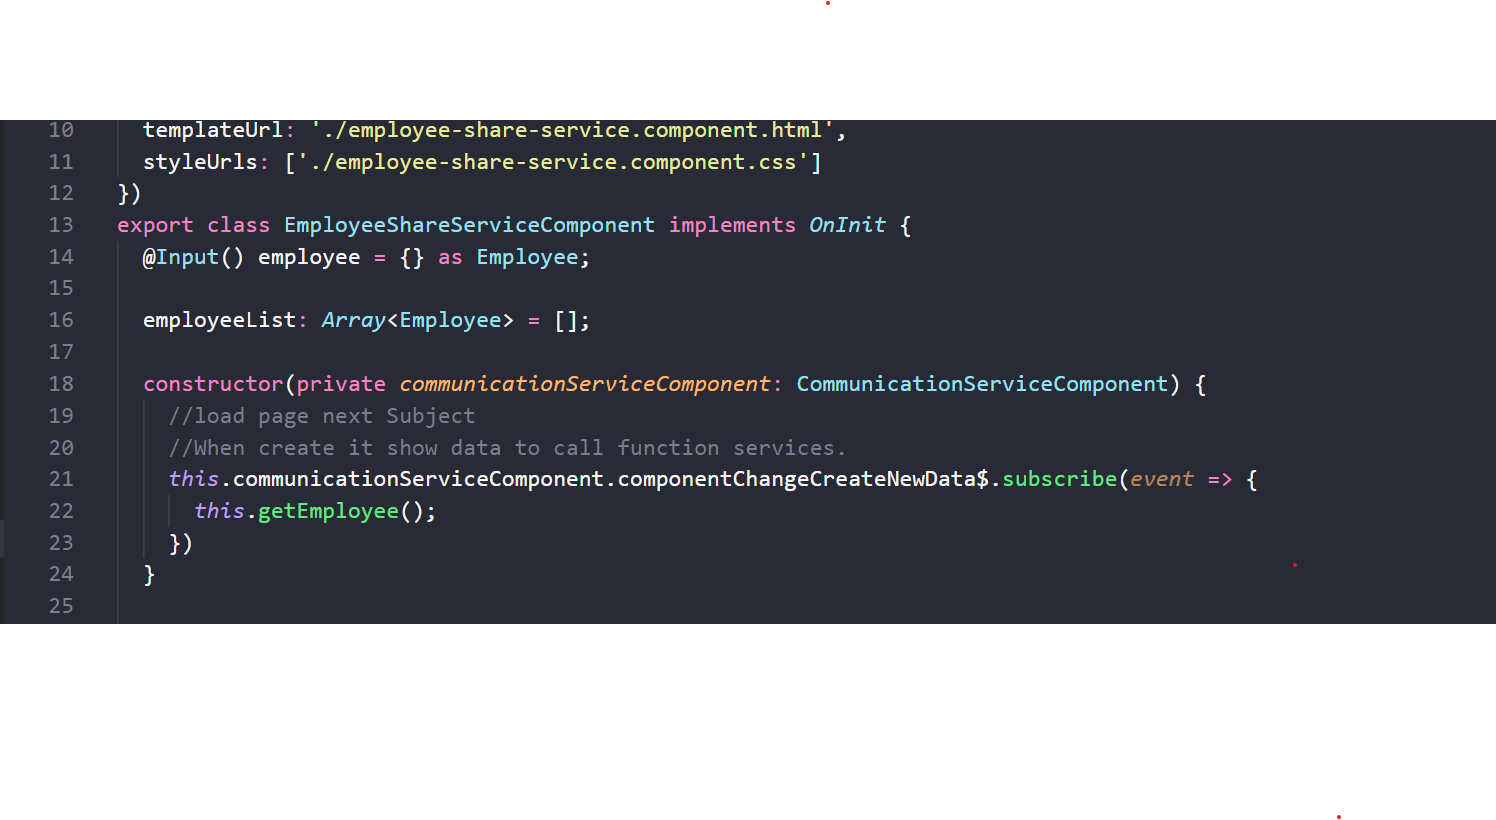 10 templateUrl: './employee-share-service.component.html',
11 styleUrls: ['./employee-share-service.component.css']
12 })
13 export class EmployeeShareServiceComponent implements OnInit {
14 @Input() employee = {} as Employee;
15
16 employeeList: Array<Employee> = [];
17
18 constructor(private communicationServiceComponent: CommunicationServiceComponent) {
19 //load page next Subject
20 //When create it show data to call function services.
21 this.communicationServiceComponent.componentChangeCreateNewData$.subscribe(event => {
22 this.getEmployee();
23 })
24 }
25